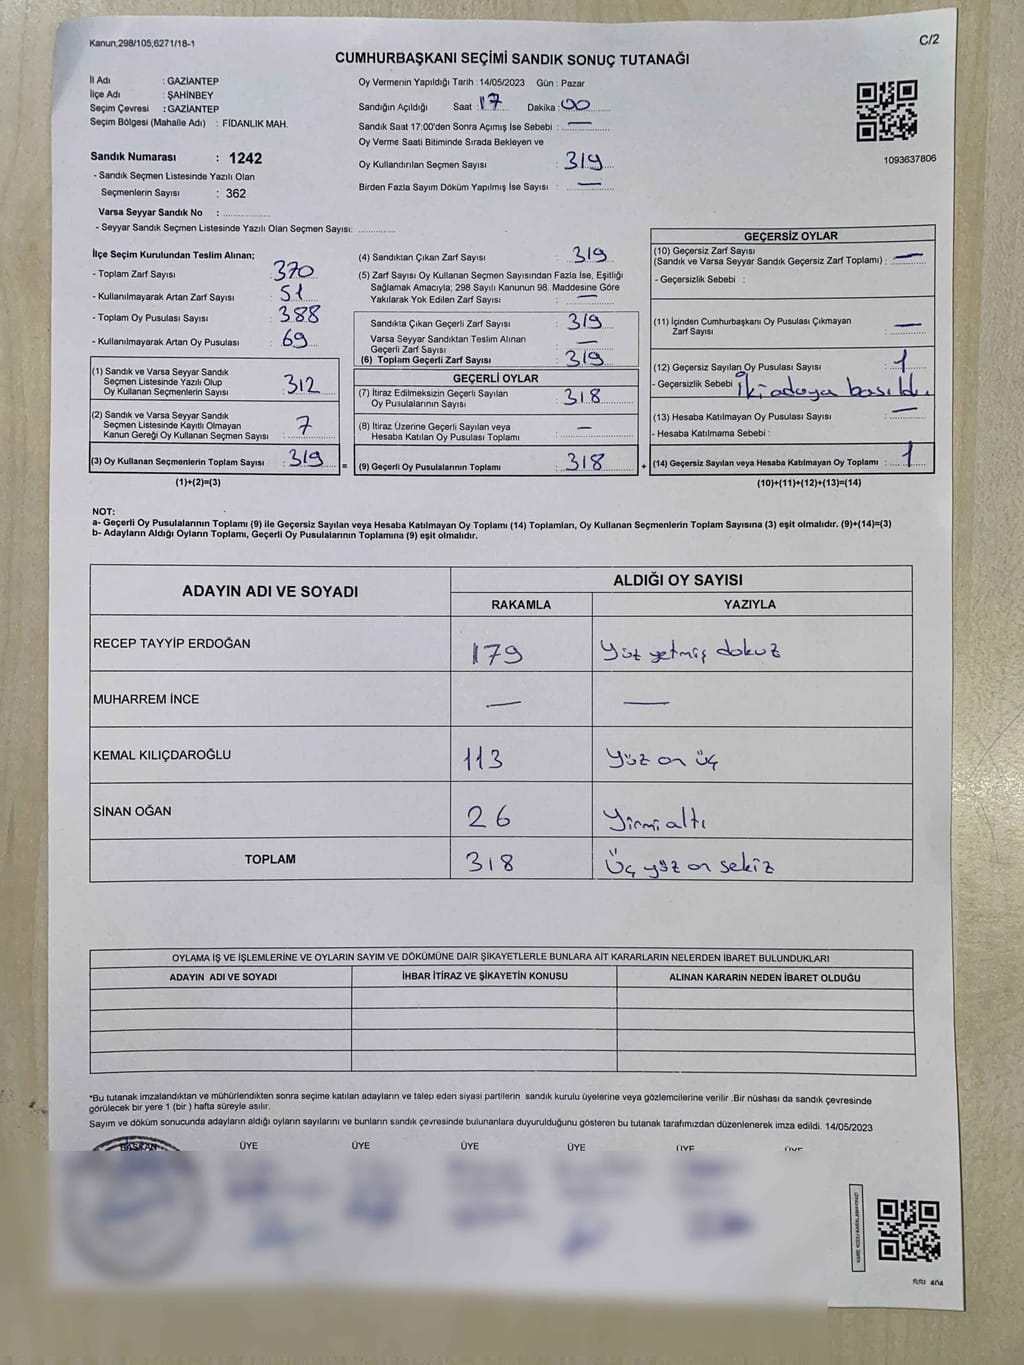 Kanun,298/105,6271/18-1
C/2
CUMHURBAŞKANI SEÇİMİ SANDIK SONUÇ TUTANAĞI
İl Adı : GAZİANTEP
İlçe Adı : ŞAHİNBEY
Seçim Çevresi : GAZİANTEP
Seçim Bölgesi (Mahalle Adı) : FİDANLIK MAH.
Sandık Numarası : 1242
- Sandık Seçmen Listesinde Yazılı Olan
Seçmenlerin Sayısı : 362
Varsa Seyyar Sandık No :
- Seyyar Sandık Seçmen Listesinde Yazılı Olan Seçmen Sayısı:
Oy Vermenin Yapıldığı Tarih : 14/05/2023 Gün : Pazar
Sandığın Açıldığı Saat : 17 Dakika : 00
Sandık Saat 17:00'den Sonra Açımış İse Sebebi : —
Oy Verme Saati Bitiminde Sırada Bekleyen ve
Oy Kullandırılan Seçmen Sayısı : 319
Birden Fazla Sayım Döküm Yapılmış İse Sayısı : —
1093637806
İlçe Seçim Kurulundan Teslim Alınan;
- Toplam Zarf Sayısı : 370
- Kullanılmayarak Artan Zarf Sayısı : 51
- Toplam Oy Pusulası Sayısı : 388
- Kullanılmayarak Artan Oy Pusulası : 69
(1) Sandık ve Varsa Seyyar Sandık
Seçmen Listesinde Yazılı Olup
Oy Kullanan Seçmenlerin Sayısı : 312
(2) Sandık ve Varsa Seyyar Sandık
Seçmen Listesinde Kayıtlı Olmayan
Kanun Gereği Oy Kullanan Seçmen Sayısı : 7
(3) Oy Kullanan Seçmenlerin Toplam Sayısı : 319
(1)+(2)=(3)
(4) Sandıktan Çıkan Zarf Sayısı : 319
(5) Zarf Sayısı Oy Kullanan Seçmen Sayısından Fazla İse, Eşitliği
Sağlamak Amacıyla; 298 Sayılı Kanunun 98. Maddesine Göre
Yakılarak Yok Edilen Zarf Sayısı : —
Sandıkta Çıkan Geçerli Zarf Sayısı : 319
Varsa Seyyar Sandıktan Teslim Alınan
Geçerli Zarf Sayısı : —
(6) Toplam Geçerli Zarf Sayısı : 319
GEÇERLİ OYLAR
(7) İtiraz Edilmeksizin Geçerli Sayılan
Oy Pusulalarının Sayısı : 318
(8) İtiraz Üzerine Geçerli Sayılan veya
Hesaba Katılan Oy Pusulası Toplamı : —
= (9) Geçerli Oy Pusulalarının Toplamı : 318
GEÇERSİZ OYLAR
(10) Geçersiz Zarf Sayısı
(Sandık ve Varsa Seyyar Sandık Geçersiz Zarf Toplamı) : —
- Geçersizlik Sebebi :
(11) İçinden Cumhurbaşkanı Oy Pusulası Çıkmayan
Zarf Sayısı : —
(12) Geçersiz Sayılan Oy Pusulası Sayısı : 1
- Geçersizlik Sebebi : İki adaya basıldı.
(13) Hesaba Katılmayan Oy Pusulası Sayısı : —
- Hesaba Katılmama Sebebi :
+ (14) Geçersiz Sayılan veya Hesaba Katılmayan Oy Toplamı : 1
(10)+(11)+(12)+(13)=(14)
NOT:
a- Geçerli Oy Pusulalarının Toplamı (9) ile Geçersiz Sayılan veya Hesaba Katılmayan Oy Toplamı (14) Toplamları, Oy Kullanan Seçmenlerin Toplam Sayısına (3) eşit olmalıdır. (9)+(14)=(3)
b- Adayların Aldığı Oyların Toplamı, Geçerli Oy Pusulalarının Toplamına (9) eşit olmalıdır.
ADAYIN ADI VE SOYADI ALDIĞI OY SAYISI
RAKAMLA YAZIYLA
RECEP TAYYİP ERDOĞAN 179 Yüz yetmiş dokuz
MUHARREM İNCE — —
KEMAL KILIÇDAROĞLU 113 Yüz on üç
SİNAN OĞAN 26 Yirmi altı
TOPLAM 318 Üç yüz on sekiz
OYLAMA İŞ VE İŞLEMLERİNE VE OYLARIN SAYIM VE DÖKÜMÜNE DAİR ŞİKAYETLERLE BUNLARA AİT KARARLARIN NELERDEN İBARET BULUNDUKLARI
ADAYIN ADI VE SOYADI İHBAR İTİRAZ VE ŞİKAYETİN KONUSU ALINAN KARARIN NEDEN İBARET OLDUĞU
*Bu tutanak imzalandıktan ve mühürlendikten sonra seçime katılan adayların ve talep eden siyasi partilerin sandık kurulu üyelerine veya gözlemcilerine verilir .Bir nüshası da sandık çevresinde
görülecek bir yere 1 (bir ) hafta süreyle asılır.
Sayım ve döküm sonucunda adayların aldığı oyların sayılarını ve bunların sandık çevresinde bulunanlara duyurulduğunu gösteren bu tutanak tarafımızdan düzenlenerek imza edildi. 14/05/2023
BAŞKAN ÜYE ÜYE ÜYE ÜYE ÜYE ÜYE